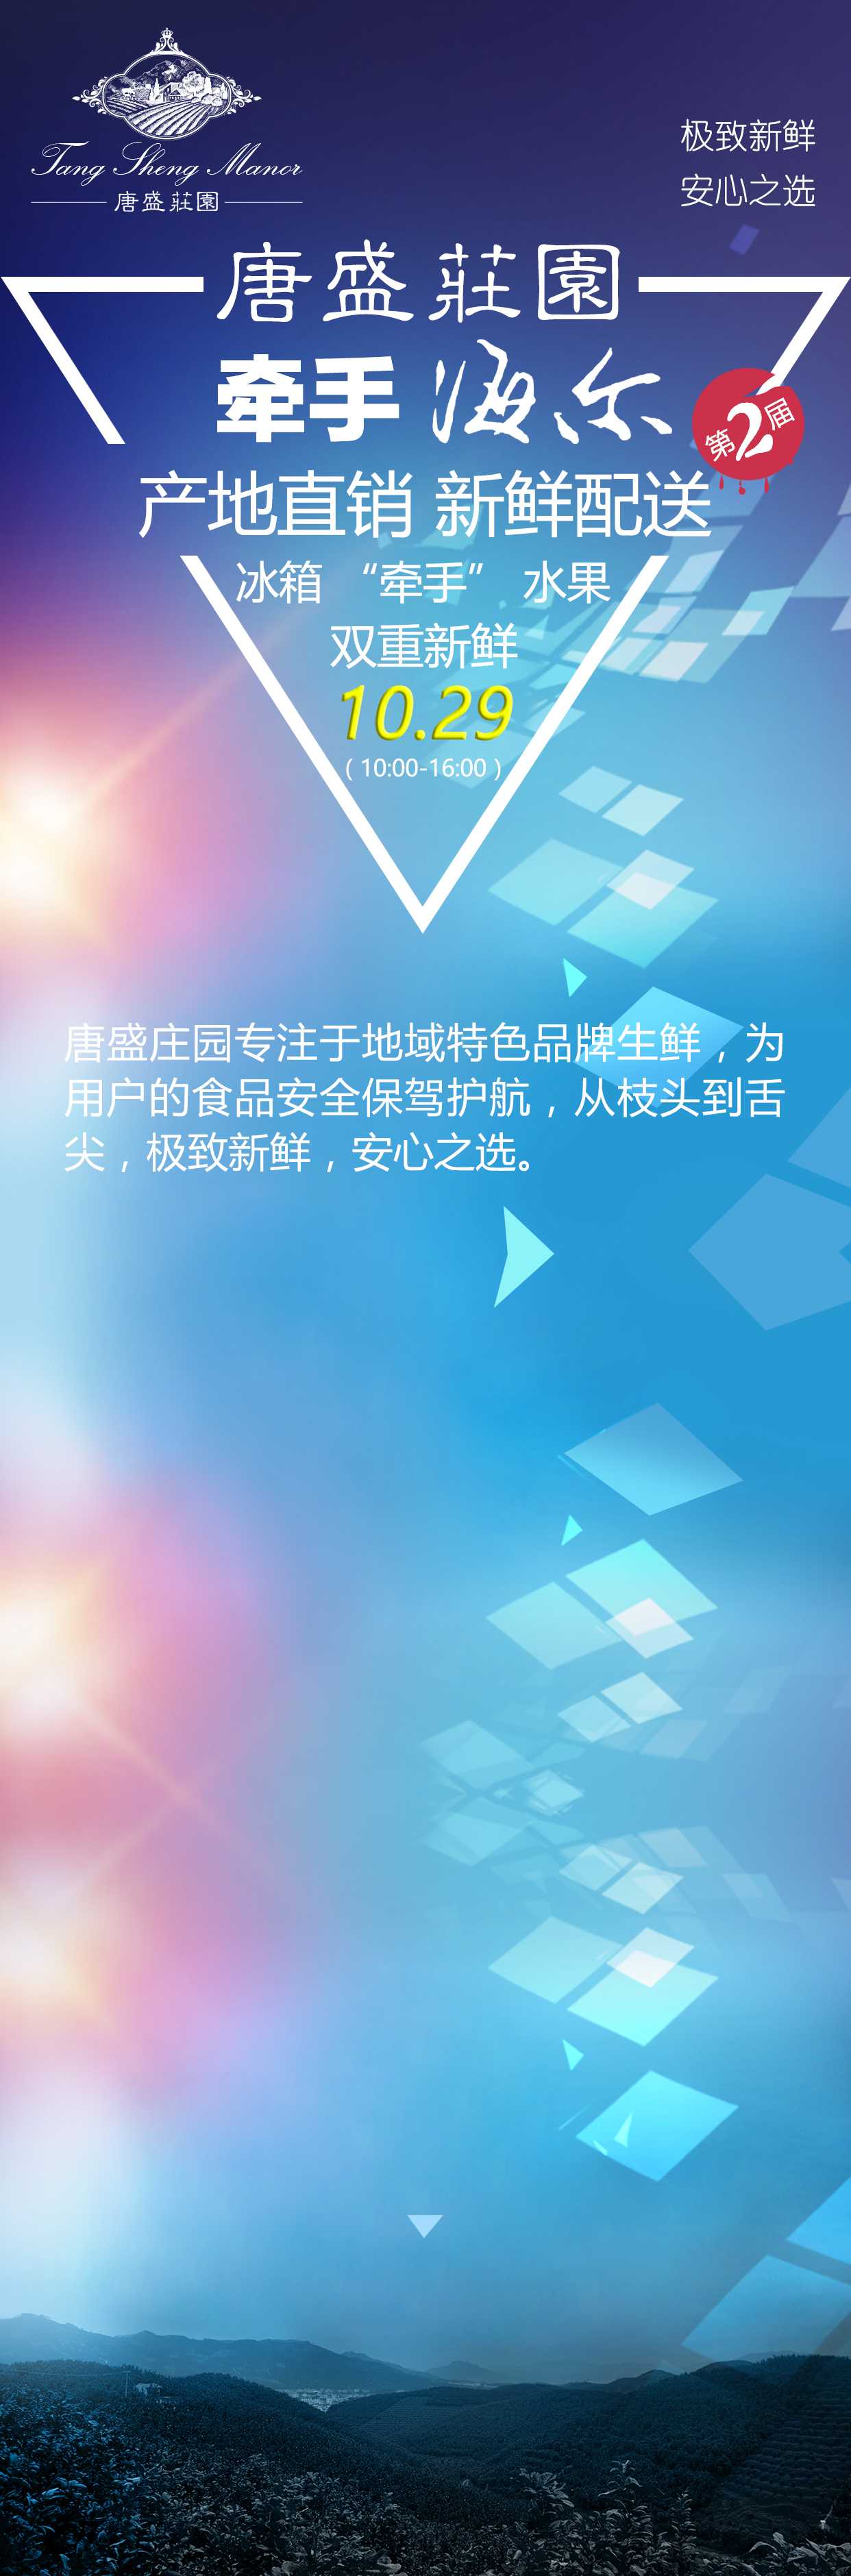 Tang Sheng Manor
唐盛莊園
极致新鲜
安心之选
唐盛莊園
牵手 海尔
第2届
产地直销 新鲜配送
冰箱 “牵手” 水果
双重新鲜
10.29
（10:00-16:00）
唐盛庄园专注于地域特色品牌生鲜，为
用户的食品安全保驾护航，从枝头到舌
尖，极致新鲜，安心之选。